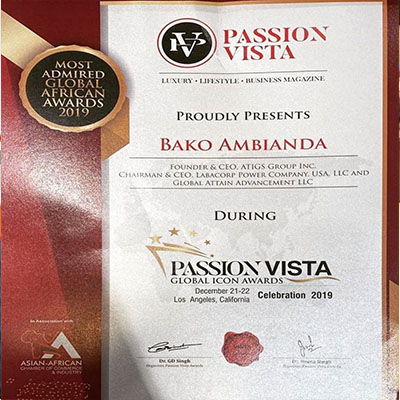 PV
PASSION
VISTA
LUXURY • LIFESTYLE • BUSINESS MAGAZINE
MOST
ADMIRED
GLOBAL
AFRICAN
AWARDS
2019
PROUDLY PRESENTS
BAKO AMBIANDA
FOUNDER & CEO, ATIGS GROUP INC.
CHAIRMAN & CEO, LABACORP POWER COMPANY, USA, LLC AND
GLOBAL ATTAIN ADVANCEMENT LLC
DURING
PASSION VISTA
GLOBAL ICON AWARDS
December 21-22
Los Angeles, California
Celebration 2019
In Association with
ASIAN-AFRICAN
CHAMBER OF COMMERCE
& INDUSTRY
Dr. GD Singh